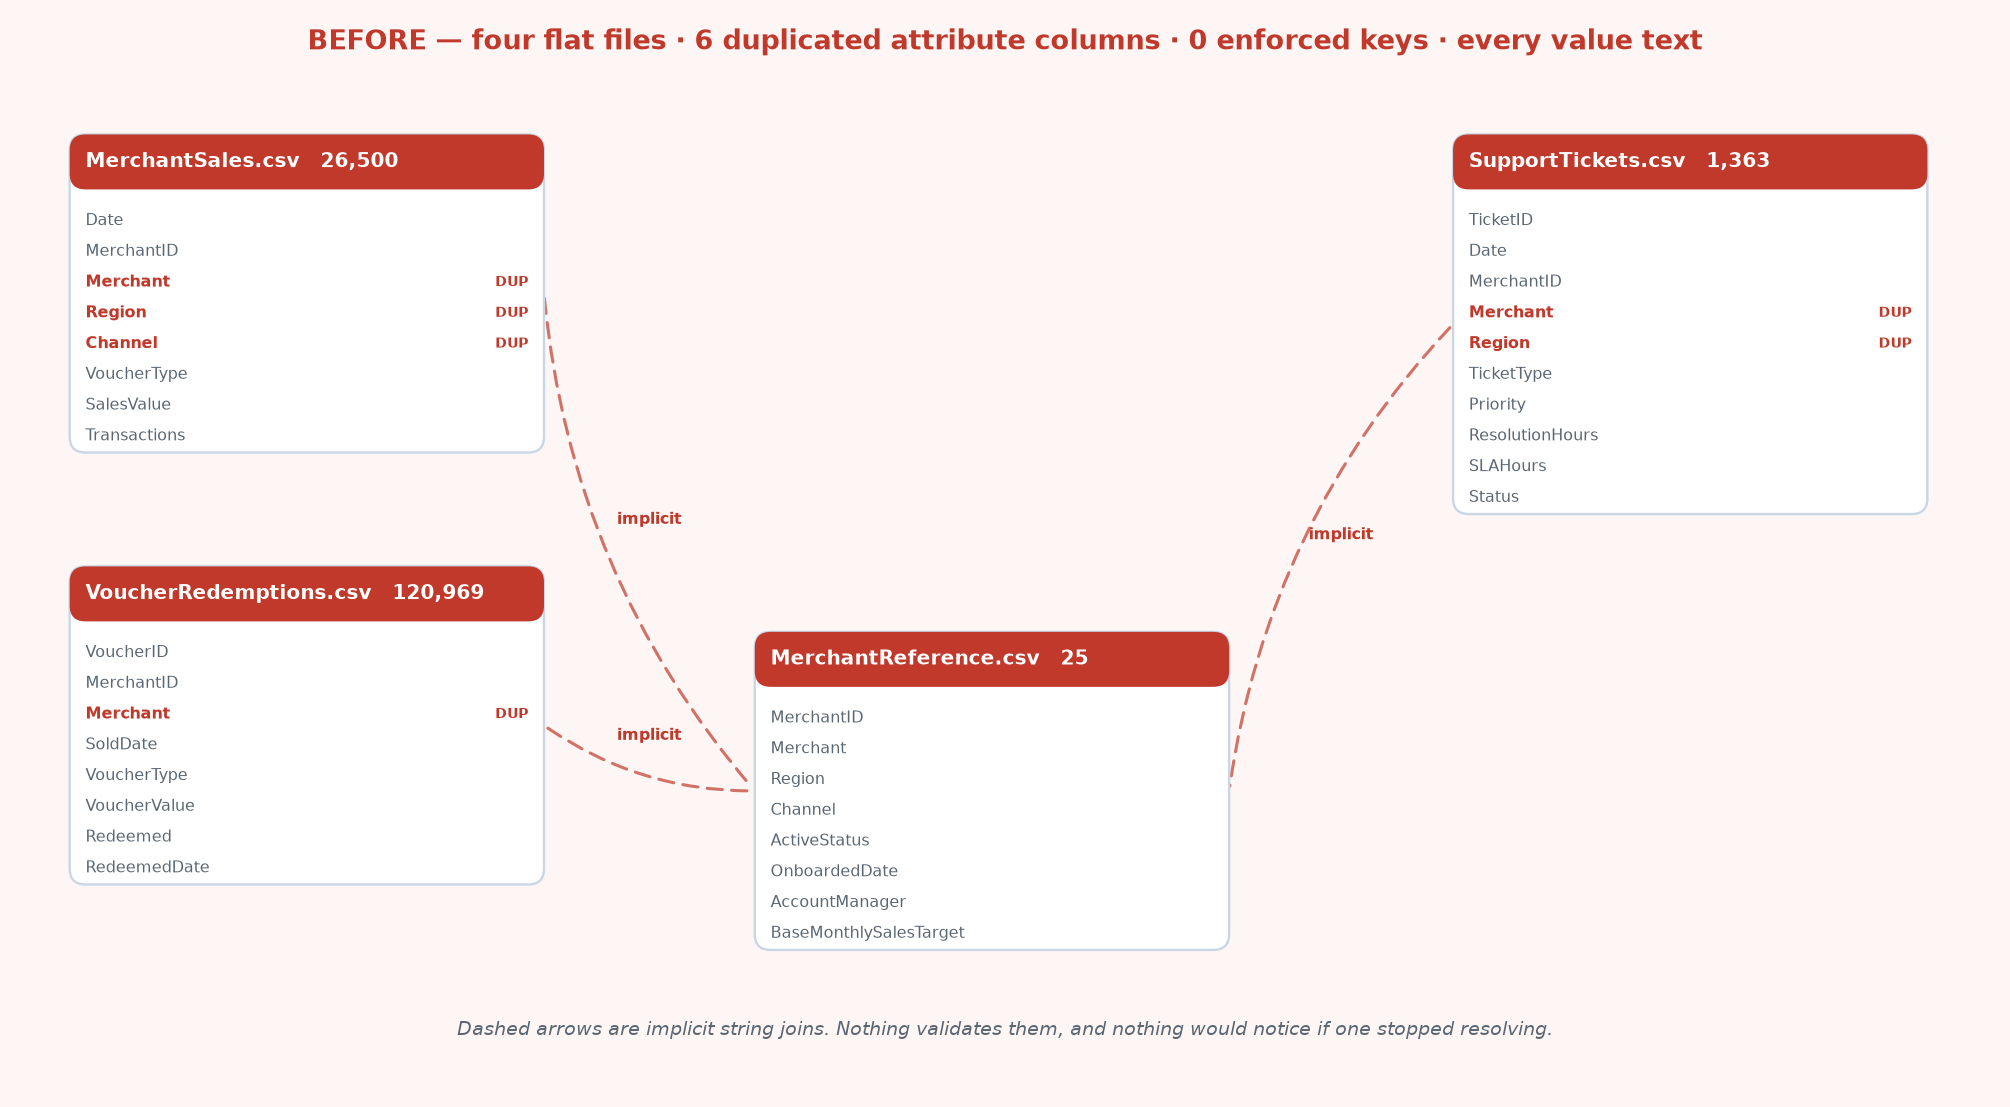 BEFORE — four flat files · 6 duplicated attribute columns · 0 enforced keys · every value text
MerchantSales.csv 26,500
Date
MerchantID
Merchant DUP
Region DUP
Channel DUP
VoucherType
SalesValue
Transactions
SupportTickets.csv 1,363
TicketID
Date
MerchantID
Merchant DUP
Region DUP
TicketType
Priority
ResolutionHours
SLAHours
Status
implicit
implicit
VoucherRedemptions.csv 120,969
VoucherID
MerchantID
Merchant DUP
SoldDate
VoucherType
VoucherValue
Redeemed
RedeemedDate
implicit
MerchantReference.csv 25
MerchantID
Merchant
Region
Channel
ActiveStatus
OnboardedDate
AccountManager
BaseMonthlySalesTarget
Dashed arrows are implicit string joins. Nothing validates them, and nothing would notice if one stopped resolving.